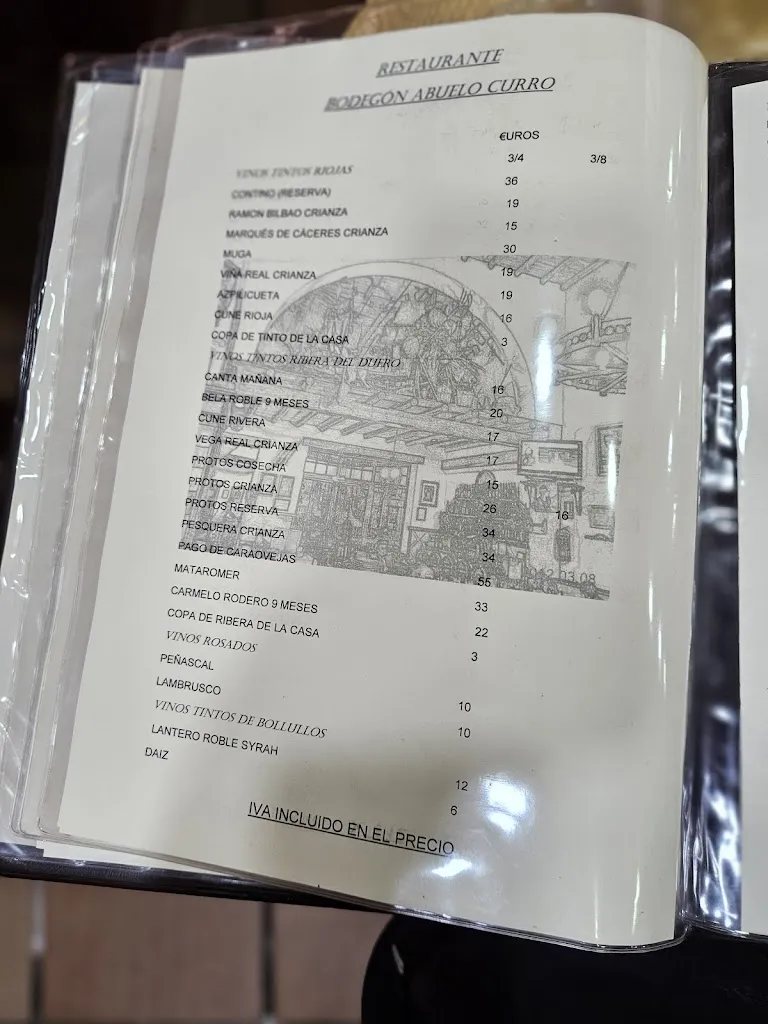 RESTAURANTE
BODEGÓN ABUELO CURRO
€UROS
VINOS TINTOS RIOJAS 3/4 3/8
CONTINO (RESERVA) 36
RAMON BILBAO CRIANZA 19
MARQUÉS DE CÁCERES CRIANZA 15
MUGA 30
VIÑA REAL CRIANZA 19
AZPILICUETA 19
CUNE RIOJA 16
COPA DE TINTO DE LA CASA 3
VINOS TINTOS RIBERA DEL DUERO
CANTA MAÑANA 16
BELA ROBLE 9 MESES 20
CUNE RIVERA 17
VEGA REAL CRIANZA 17
PROTOS COSECHA 15
PROTOS CRIANZA 26 16
PROTOS RESERVA 34
PESQUERA CRIANZA 34
PAGO DE CARAOVEJAS 55
MATAROMER 33
CARMELO RODERO 9 MESES 22
COPA DE RIBERA DE LA CASA 3
VINOS ROSADOS
PEÑASCAL 10
LAMBRUSCO 10
VINOS TINTOS DE BOLLULLOS
LANTERO ROBLE SYRAH 12
DAIZ 6
IVA INCLUIDO EN EL PRECIO